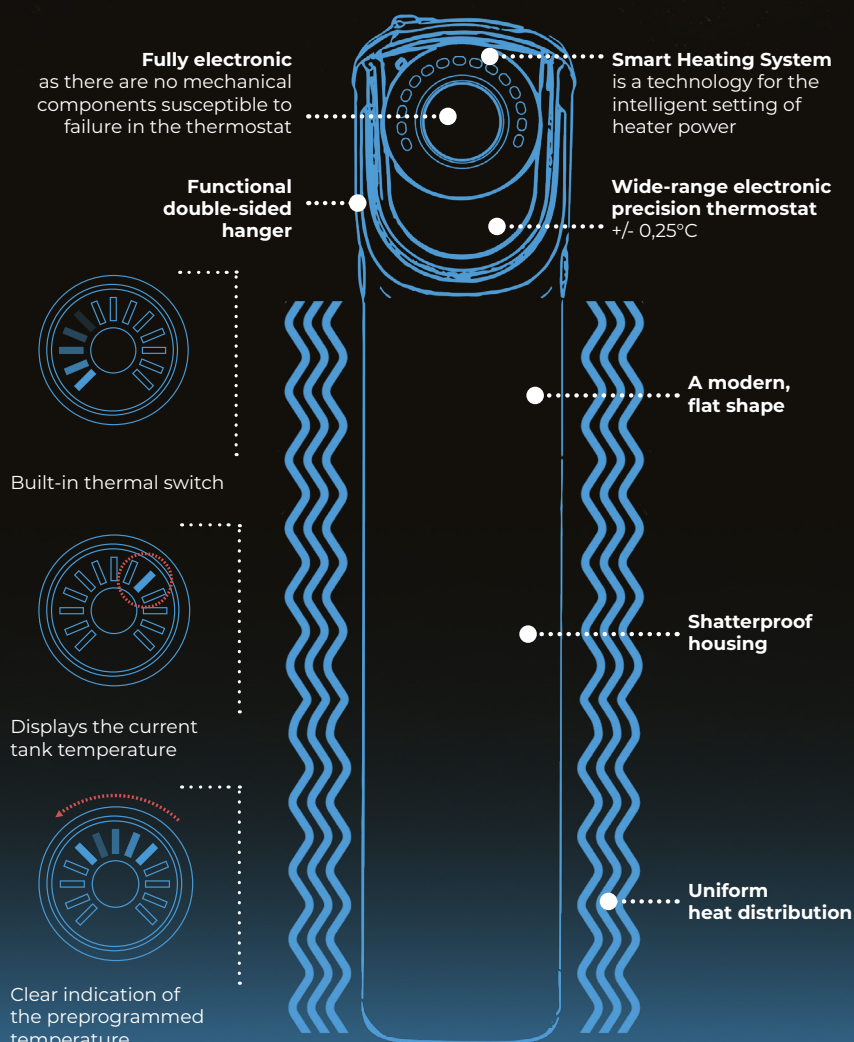 Fully electronic
as there are no mechanical
components susceptible to
failure in the thermostat
Smart Heating System
is a technology for the
intelligent setting of
heater power
Functional
double-sided
hanger
Wide-range electronic
precision thermostat
+/- 0,25°C
A modern,
flat shape
Built-in thermal switch
Shatterproof
housing
Displays the current
tank temperature
Uniform
heat distribution
Clear indication of
the preprogrammed
temperature